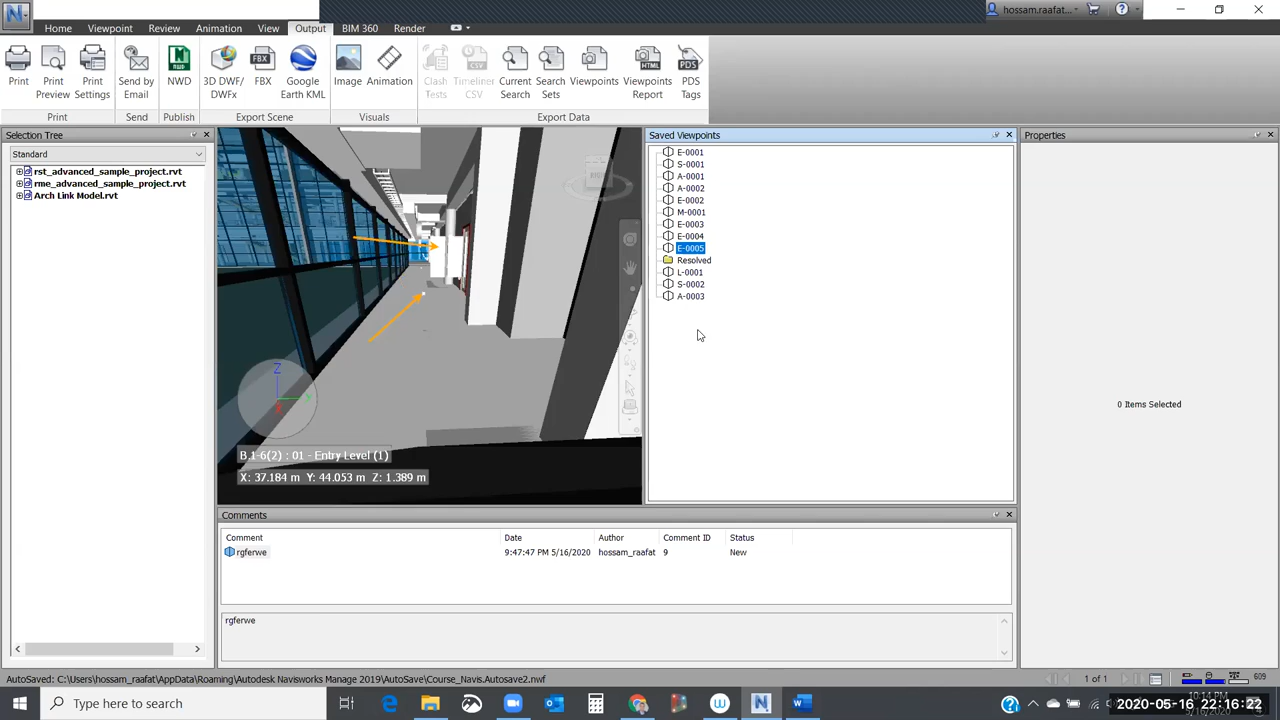 hossam.raafat...
Home Viewpoint Review Animation View Output BIM 360 Render
Print Print Preview Print Settings Send by Email NWD 3D DWF/ DWFx FBX Google Earth KML Image Animation Clash Tests Timeliner CSV Current Search Search Sets Viewpoints Viewpoints Report PDS Tags
Print Send Publish Export Scene Visuals Export Data
Selection Tree
Standard
rst_advanced_sample_project.rvt
rme_advanced_sample_project.rvt
Arch Link Model.rvt
Z
Y
X
B.1-6(2) : 01 - Entry Level (1)
X: 37.184 m Y: 44.053 m Z: 1.389 m
Saved Viewpoints
E-0001
S-0001
A-0001
A-0002
E-0002
M-0001
E-0003
E-0004
E-0005
Resolved
L-0001
S-0002
A-0003
Properties
0 Items Selected
Comments
Comment Date Author Comment ID Status
rgferwe 9:47:47 PM 5/16/2020 hossam_raafat 9 New
rgferwe
AutoSaved: C:\Users\hossam_raafat\AppData\Roaming\Autodesk Navisworks Manage 2019\AutoSave\Course_Navis.Autosave2.nwf
1 of 1
609
Type here to search
10:14 PM
2020-05-16 22:16:22